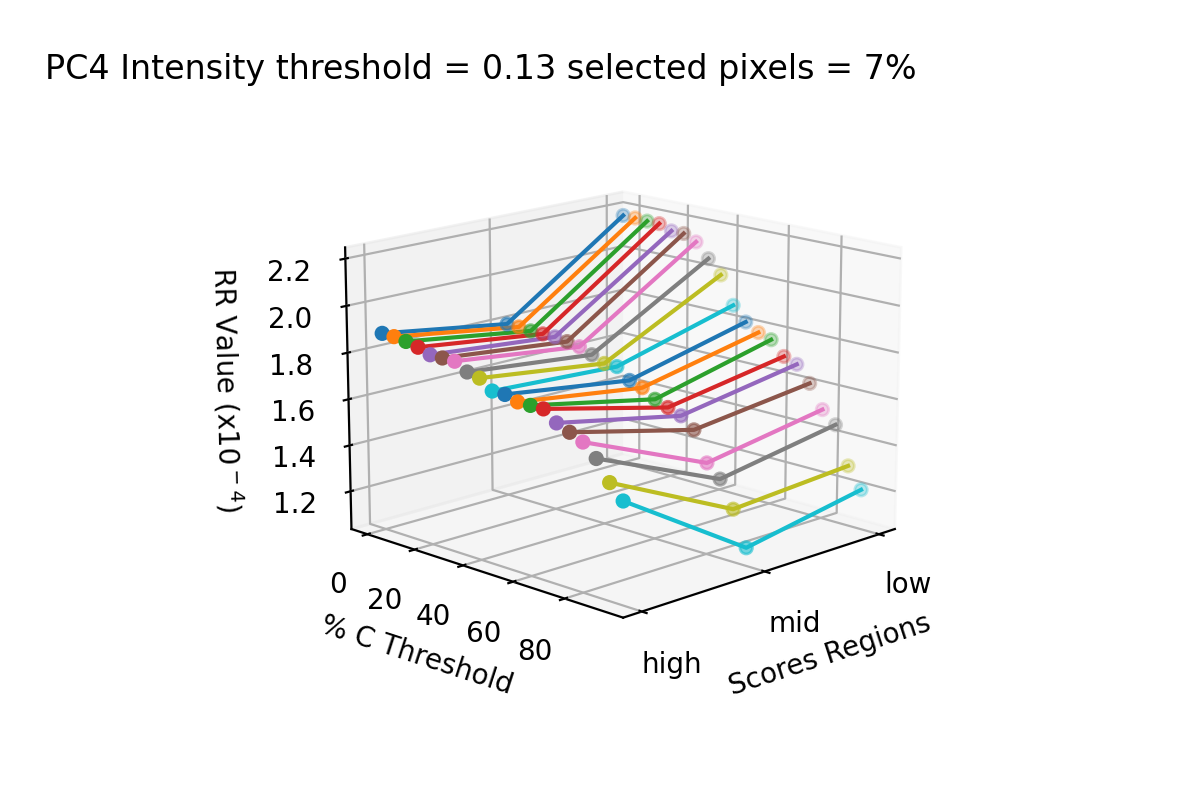 PC4 Intensity threshold = 0.13 selected pixels = 7%
RR Value (x10⁻⁴)
2.2
2.0
1.8
1.6
1.4
1.2
0
20
40
60
80
% C Threshold
high
mid
low
Scores Regions